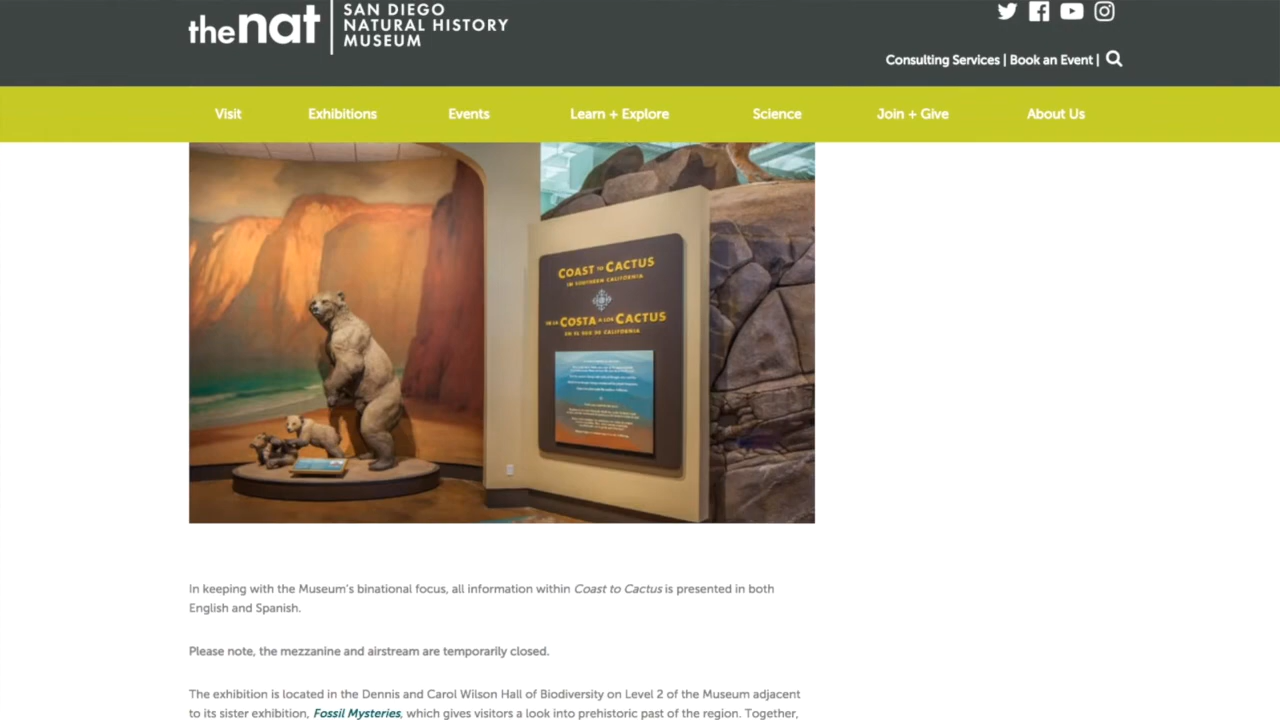 thenat
SAN DIEGO
NATURAL HISTORY
MUSEUM
Consulting Services | Book an Event |
Visit Exhibitions Events Learn + Explore Science Join + Give About Us
COAST TO CACTUS
IN SOUTHERN CALIFORNIA
DE LA COSTA A LOS CACTUS
EN EL SUR DE CALIFORNIA
In keeping with the Museum's binational focus, all information within Coast to Cactus is presented in both
English and Spanish.
Please note, the mezzanine and airstream are temporarily closed.
The exhibition is located in the Dennis and Carol Wilson Hall of Biodiversity on Level 2 of the Museum adjacent
to its sister exhibition, Fossil Mysteries, which gives visitors a look into prehistoric past of the region. Together,